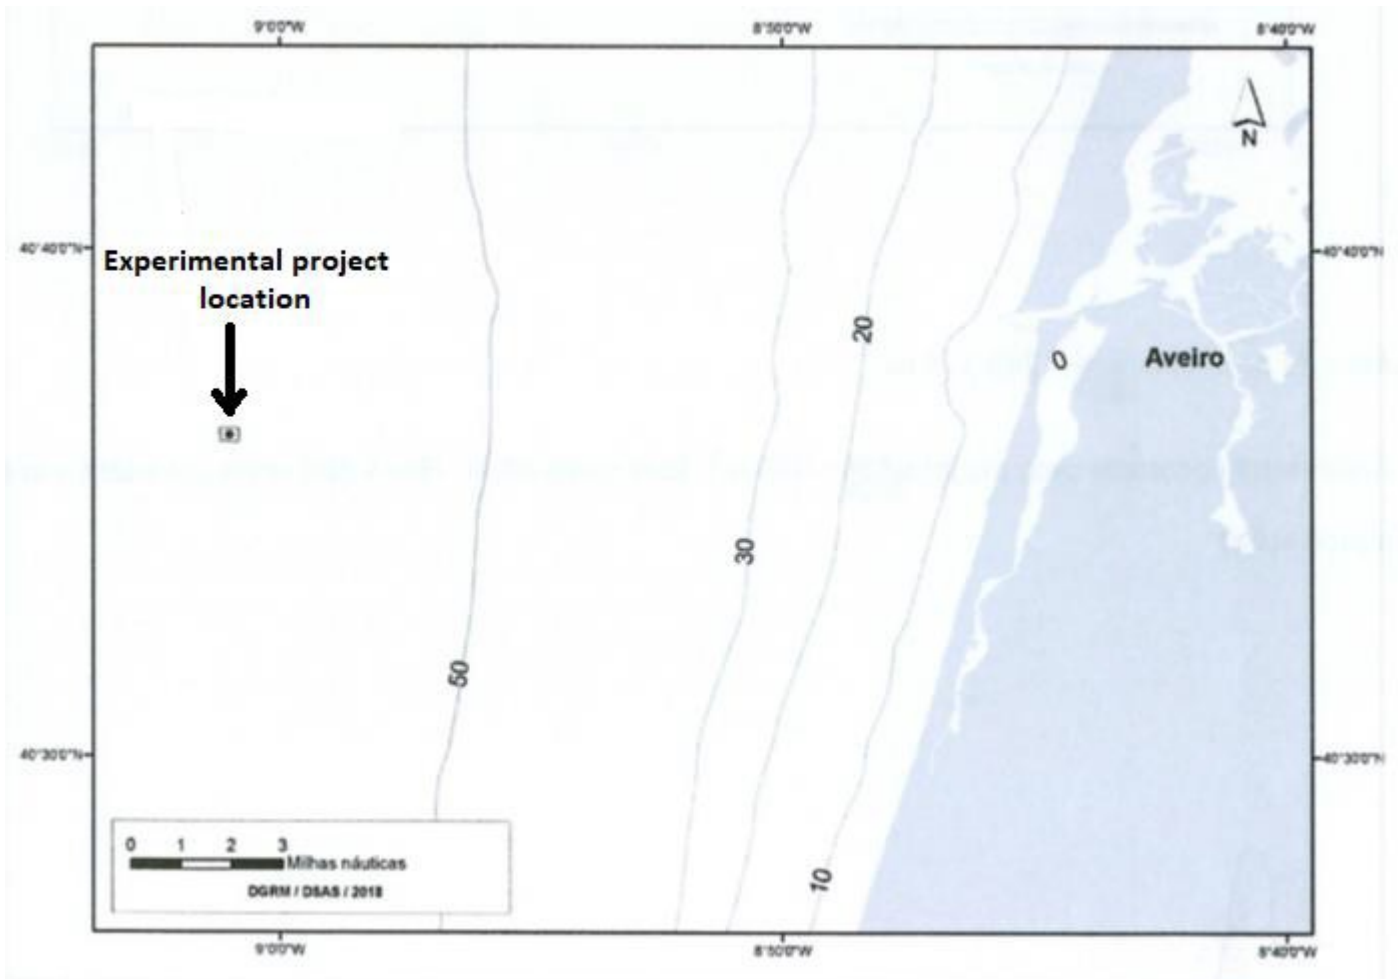 9°0'0"W 8°50'0"W 8°40'0"W
N
40°40'0"N 40°40'0"N
Experimental project
location
20
0
Aveiro
30
50
40°30'0"N 40°30'0"N
0 1 2 3
Milhas náuticas
DGRM / DSAS / 2018
10
9°0'0"W 8°50'0"W 8°40'0"W